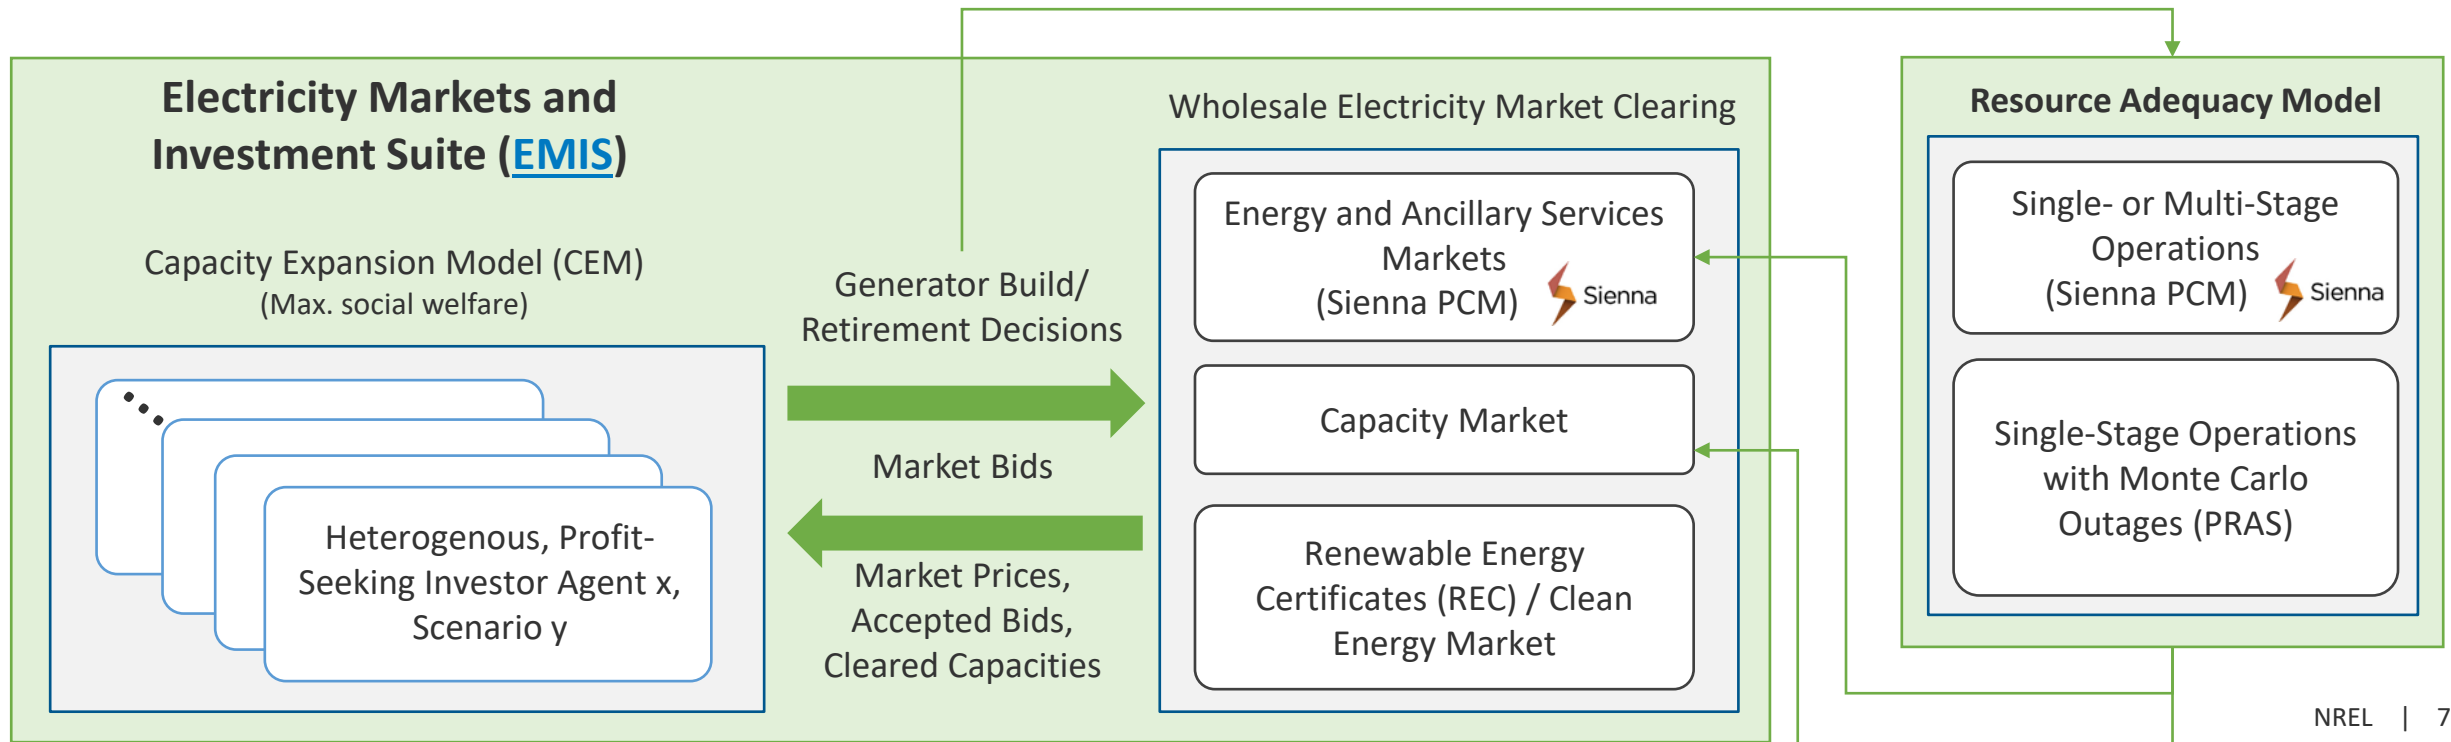 Electricity Markets and
Investment Suite (EMIS)
Capacity Expansion Model (CEM)
(Max. social welfare)
Heterogenous, Profit-
Seeking Investor Agent x,
Scenario y
Generator Build/
Retirement Decisions
Market Bids
Market Prices,
Accepted Bids,
Cleared Capacities
Wholesale Electricity Market Clearing
Energy and Ancillary Services
Markets
(Sienna PCM)
Sienna
Capacity Market
Renewable Energy
Certificates (REC) / Clean
Energy Market
Resource Adequacy Model
Single- or Multi-Stage
Operations
(Sienna PCM)
Sienna
Single-Stage Operations
with Monte Carlo
Outages (PRAS)
NREL | 7